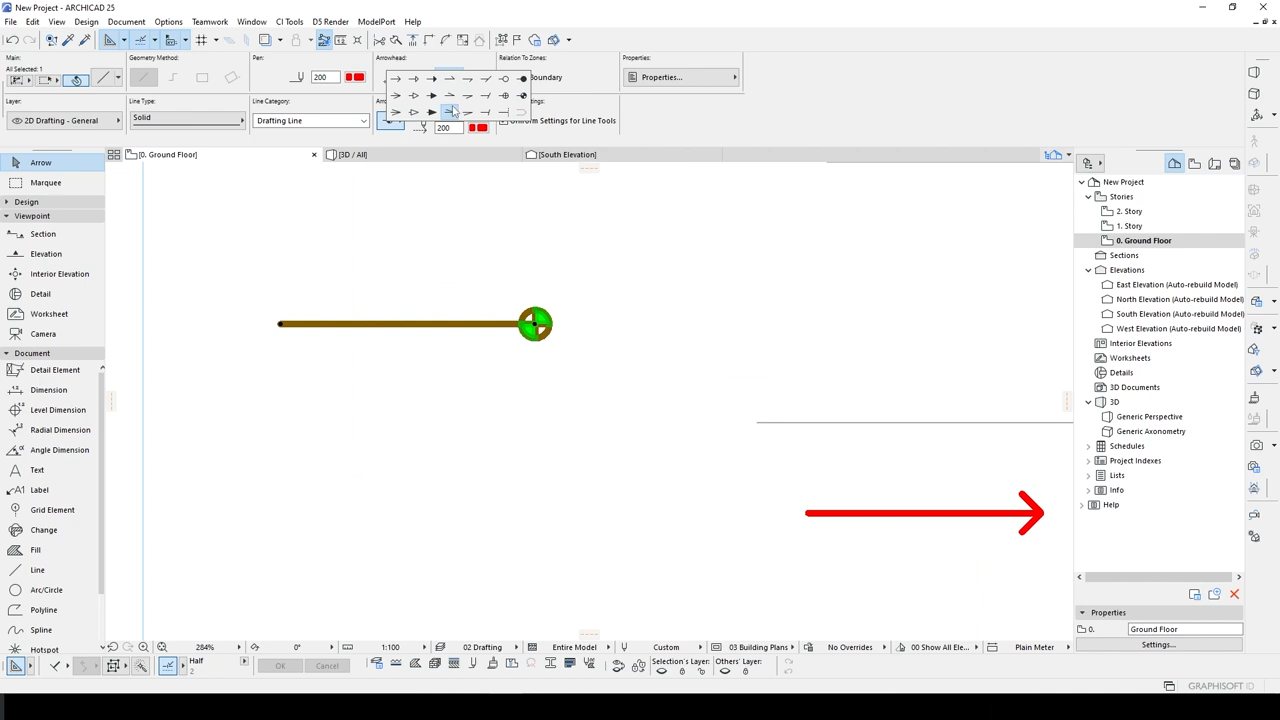 New Project - ARCHICAD 25
File Edit View Design Document Options Teamwork Window CI Tools D5 Render ModelPort Help
Main: Geometry Method: Pen: Arrowhead: Relation To Zones: Properties:
All Selected: 1
200
Boundary
Properties...
Layer: Line Type: Line Category:
2D Drafting - General
Solid
Drafting Line
200
Uniform Settings for Line Tools
[0. Ground Floor]
[3D / All]
[South Elevation]
Arrow
Marquee
Design
Viewpoint
Section
Elevation
Interior Elevation
Detail
Worksheet
Camera
Document
Detail Element
Dimension
Level Dimension
Radial Dimension
Angle Dimension
Text
A1 Label
Grid Element
Change
Fill
Line
Arc/Circle
Polyline
Spline
Hotspot
New Project
Stories
2. Story
1. Story
0. Ground Floor
Sections
Elevations
East Elevation (Auto-rebuild Model)
North Elevation (Auto-rebuild Model)
South Elevation (Auto-rebuild Model)
West Elevation (Auto-rebuild Model)
Interior Elevations
Worksheets
Details
3D Documents
3D
Generic Perspective
Generic Axonometry
Schedules
Project Indexes
Lists
Info
Help
Properties
0. Ground Floor
Settings...
284% 0° 1:100 02 Drafting Entire Model Custom 03 Building Plans No Overrides 00 Show All Ele... Plain Meter
Half
2
OK Cancel
Selection's Layer: Others' Layer:
GRAPHISOFT ID